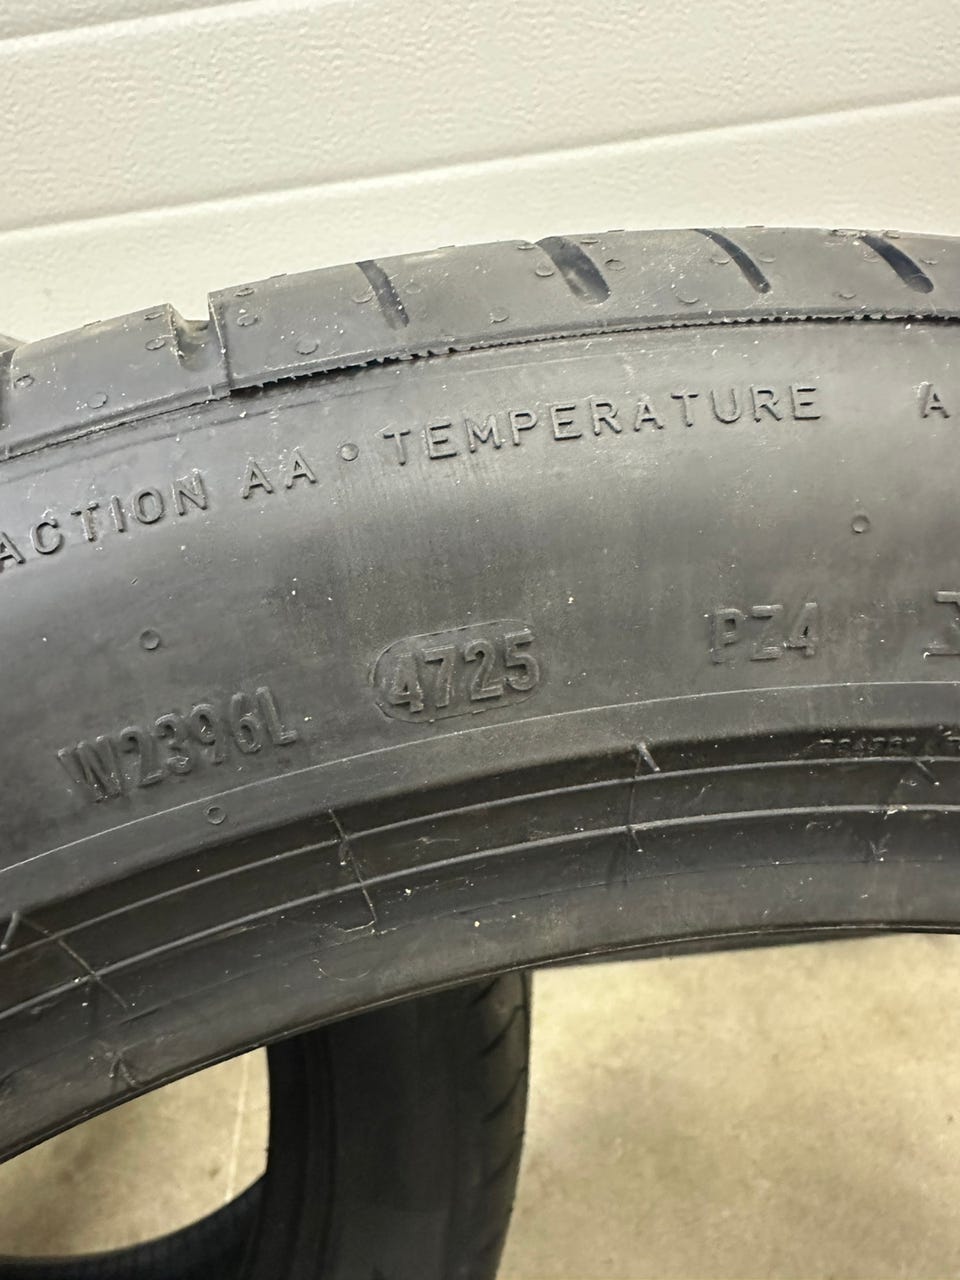 ACTION AA • TEMPERATURE A
W2396L 4725 PZ4